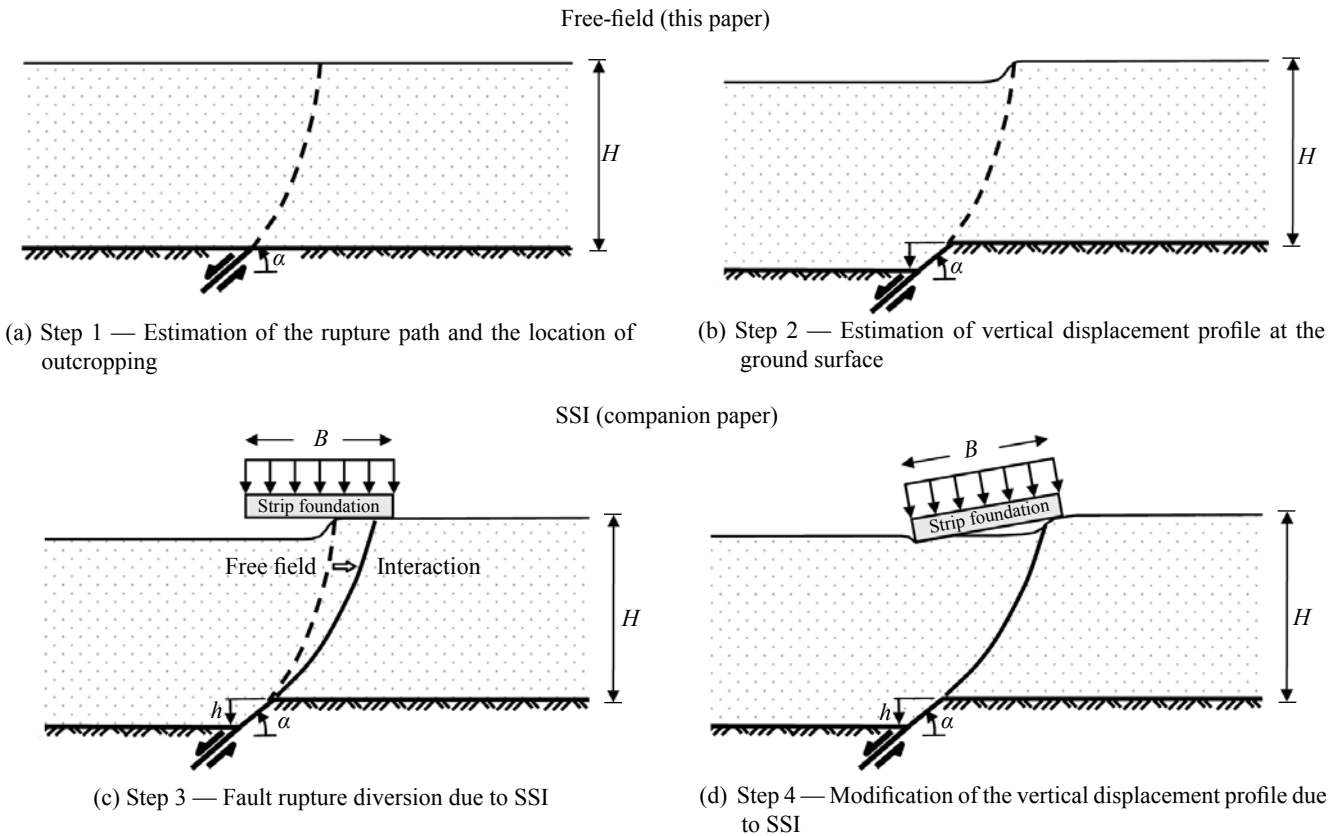 Free-field (this paper)
H
α
H
α
(a) Step 1 — Estimation of the rupture path and the location of
outcropping
(b) Step 2 — Estimation of vertical displacement profile at the
ground surface
SSI (companion paper)
B
Strip foundation
Free field
Interaction
H
h
α
B
Strip foundation
H
h
α
(c) Step 3 — Fault rupture diversion due to SSI
(d) Step 4 — Modification of the vertical displacement profile due
to SSI